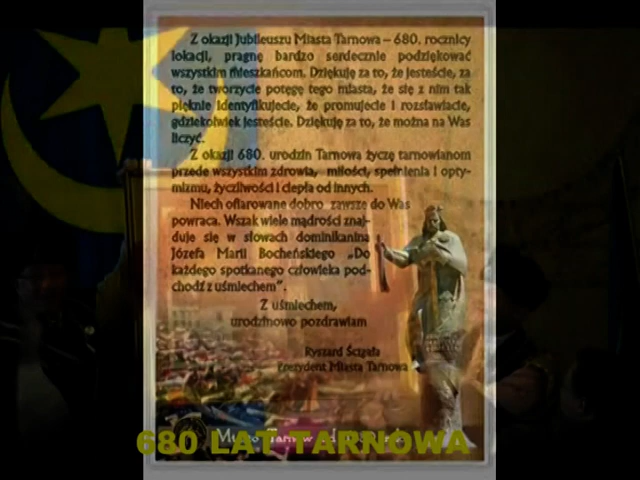 Z okazji Jubileuszu Miasta Tarnowa – 680. rocznicy
lokacji, pragnę bardzo serdecznie podziękować
wszystkim mieszkańcom. Dziękuję za to, że jesteście, za
to, że tworzycie potęgę tego miasta, że się z nim tak
pięknie identyfikujecie, że promujecie i rozsławiacie,
gdziekolwiek jesteście. Dziękuję za to, że można na Was
liczyć.
Z okazji 680. urodzin Tarnowa życzę tarnowianom
przede wszystkim zdrowia, miłości, spełnienia i opty-
mizmu, życzliwości i ciepła od innych.
Niech ofiarowane dobro zawsze do Was
powraca. Wszak wiele mądrości znaj-
duje się w słowach dominikanina
Józefa Marii Bocheńskiego „Do
każdego spotkanego człowieka pod-
chodź z uśmiechem”.
Z uśmiechem,
urodzinowo pozdrawiam
Ryszard Ścigała
Prezydent Miasta Tarnowa
680 LAT TARNOWA